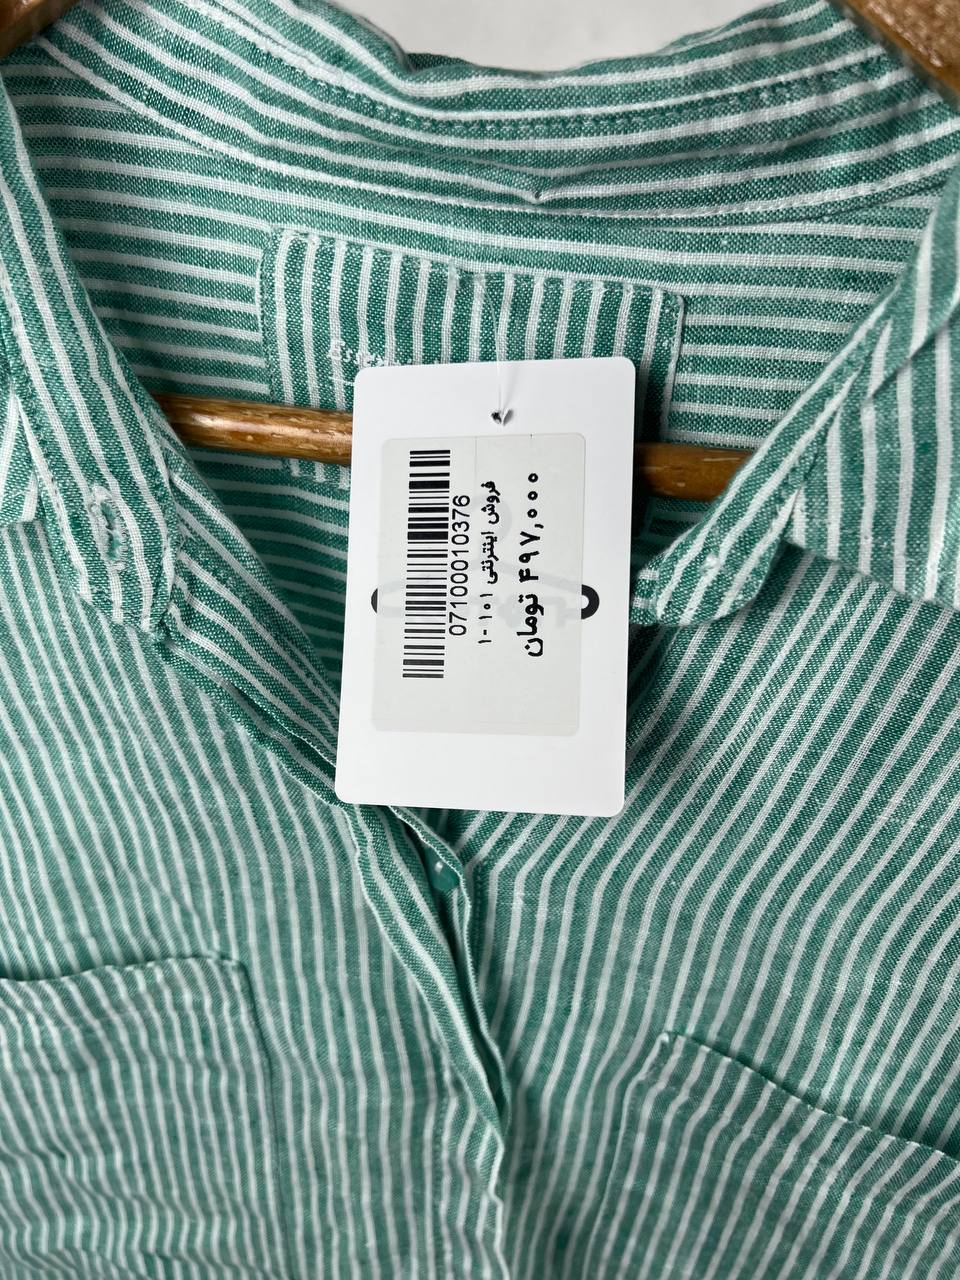 07100010376
فروش اینترنتی ۱۰۱ -۱
۴۹۷,۰۰۰ تومان